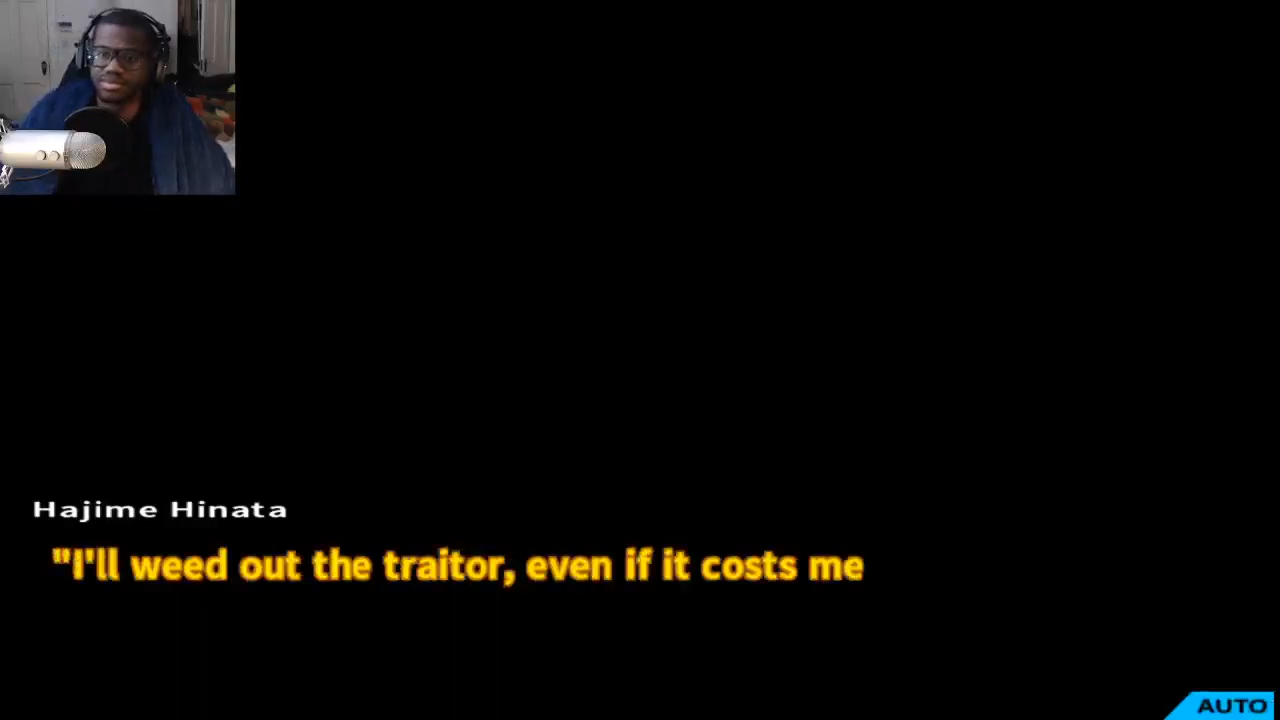 Hajime Hinata
"I'll weed out the traitor, even if it costs me
AUTO